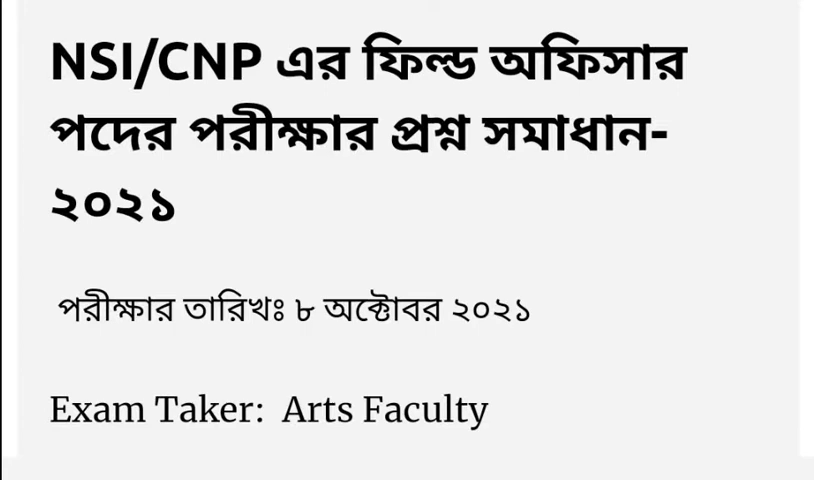 NSI/CNP এর ফিল্ড অফিসার
পদের পরীক্ষার প্রশ্ন সমাধান-
২০২১
পরীক্ষার তারিখঃ ৮ অক্টোবর ২০২১
Exam Taker: Arts Faculty